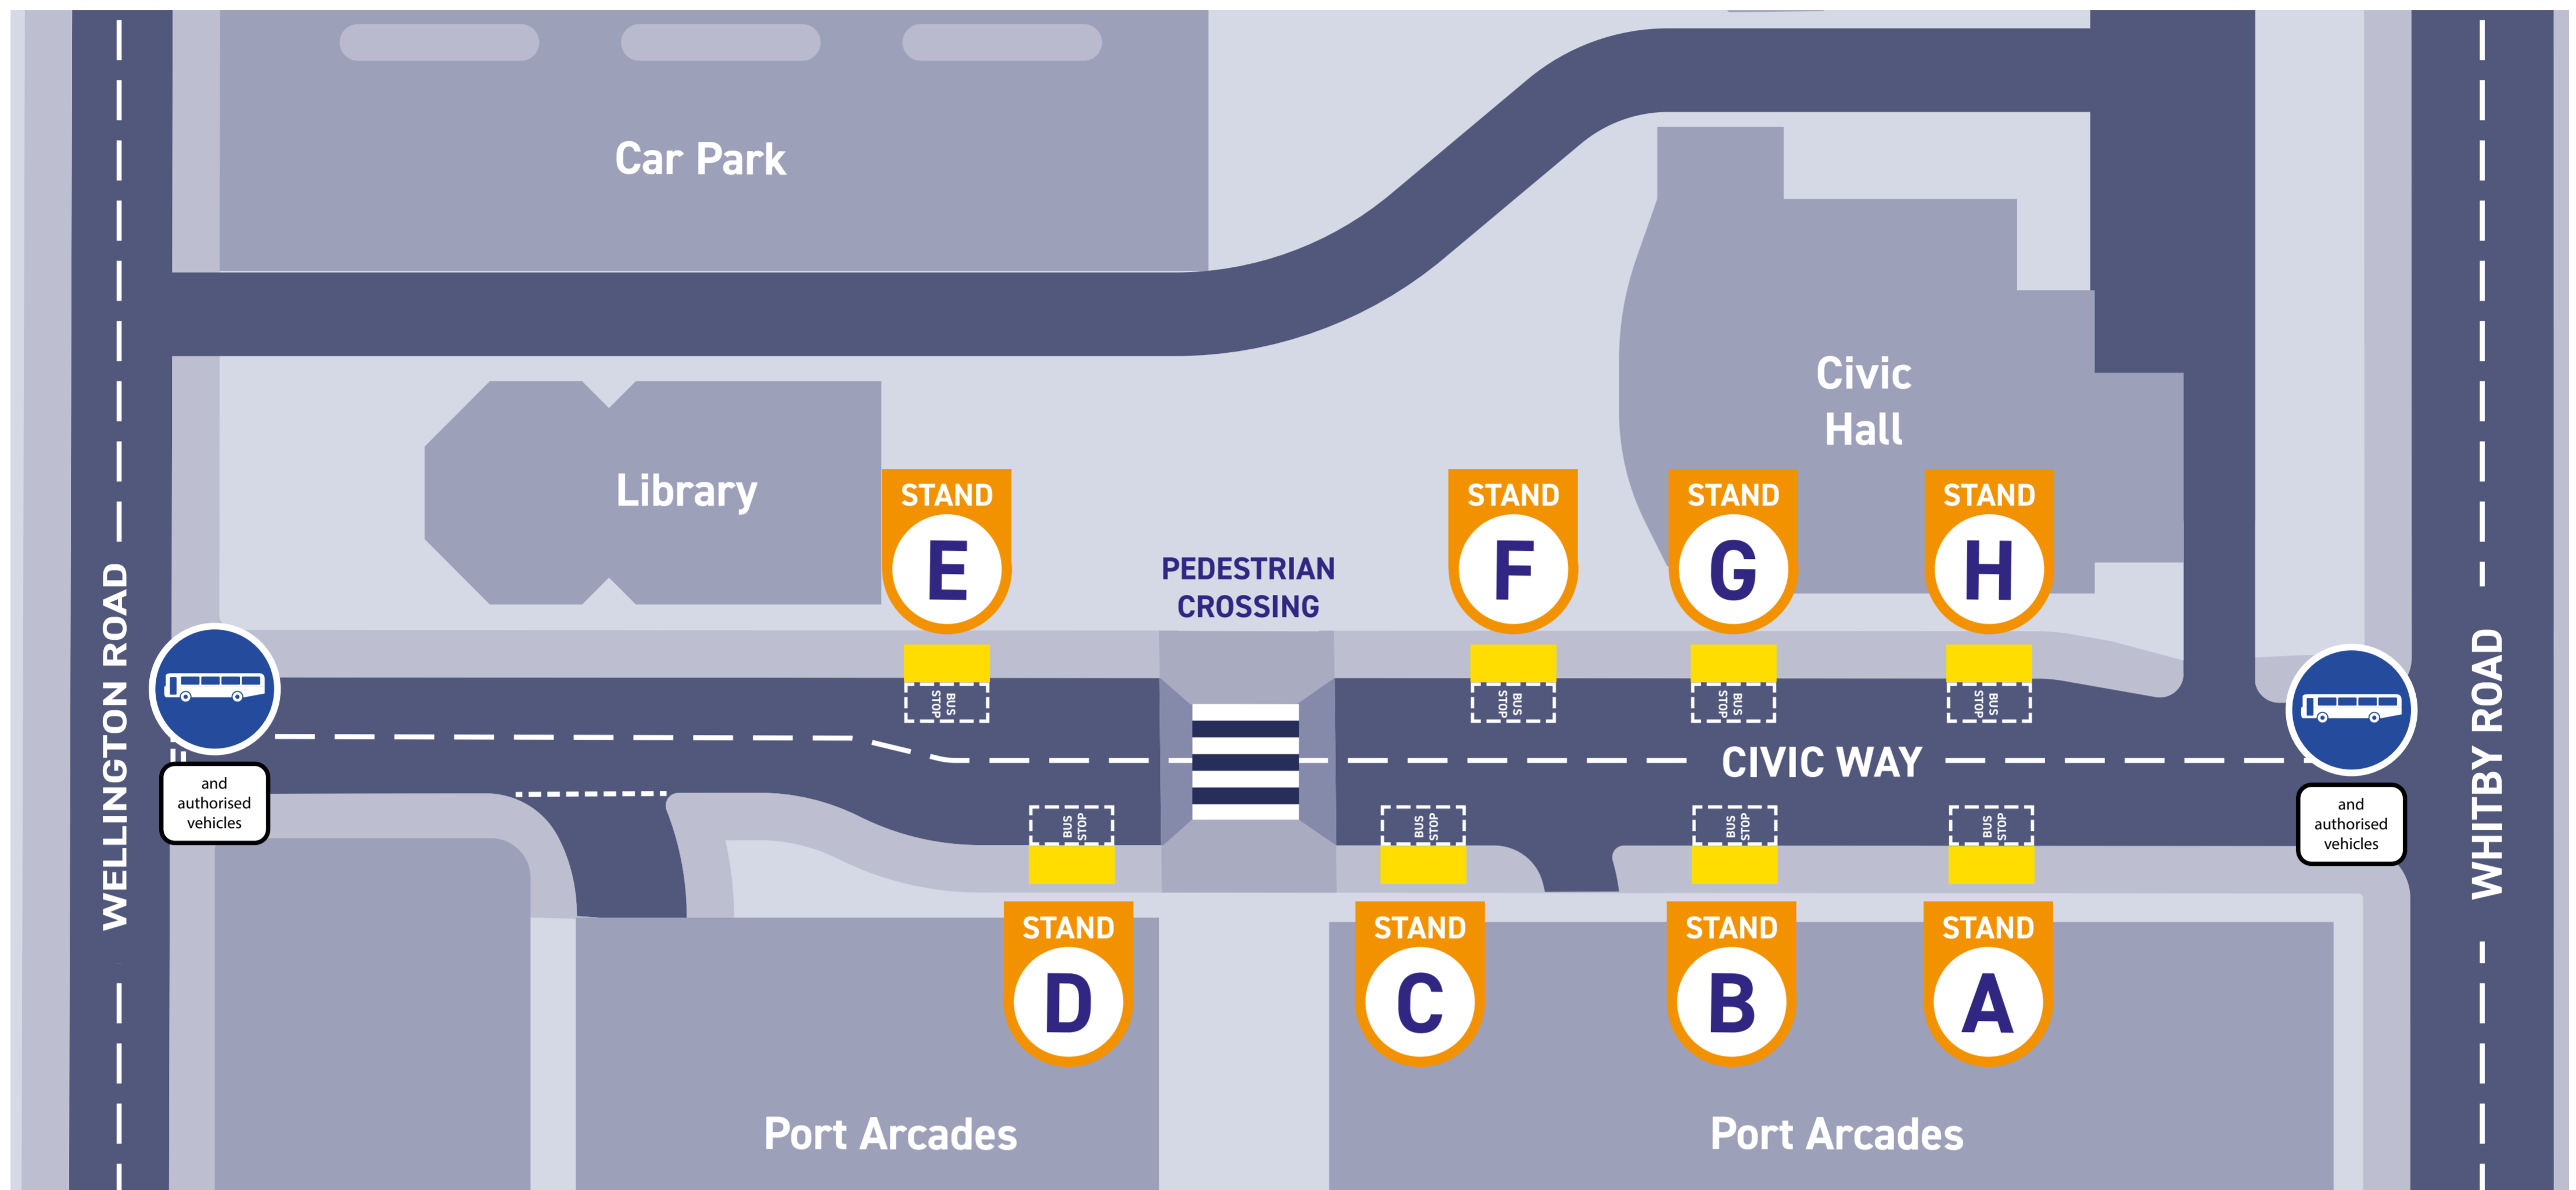 Car Park
Civic
Hall
Library
STAND
E
STAND
F
STAND
G
STAND
H
PEDESTRIAN
CROSSING
WELLINGTON ROAD
WHITBY ROAD
BUS
STOP
BUS
STOP
BUS
STOP
BUS
STOP
CIVIC WAY
and
authorised
vehicles
and
authorised
vehicles
BUS
STOP
BUS
STOP
BUS
STOP
BUS
STOP
STAND
D
STAND
C
STAND
B
STAND
A
Port Arcades
Port Arcades